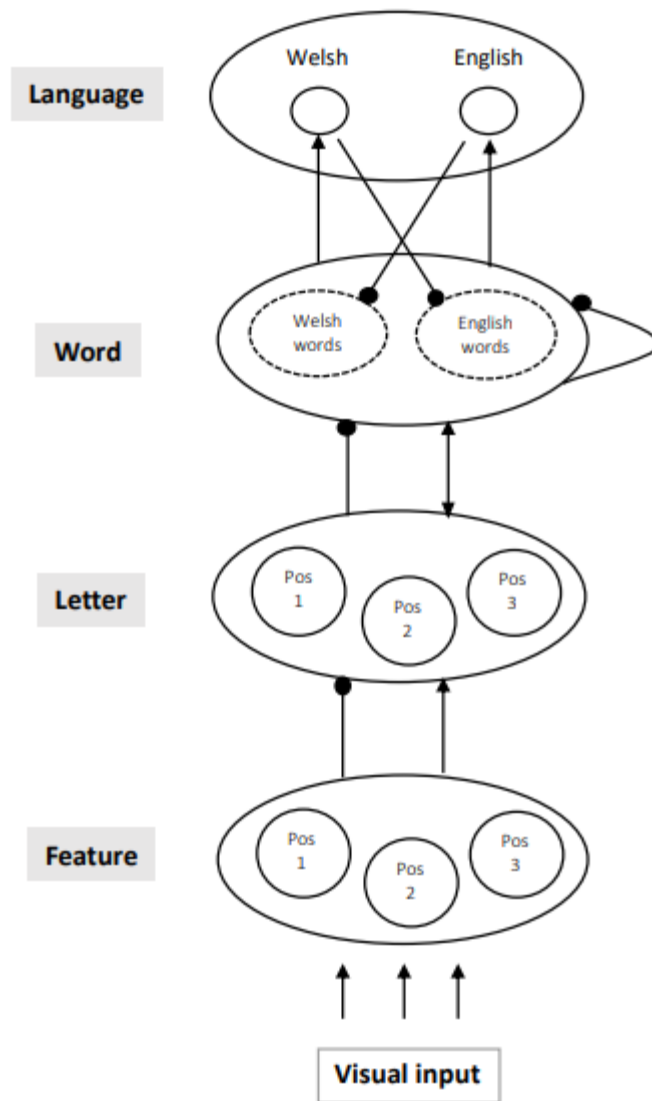 Welsh English
Language
Welsh
words
English
words
Word
Pos
1
Pos
2
Pos
3
Letter
Pos
1
Pos
2
Pos
3
Feature
Visual input